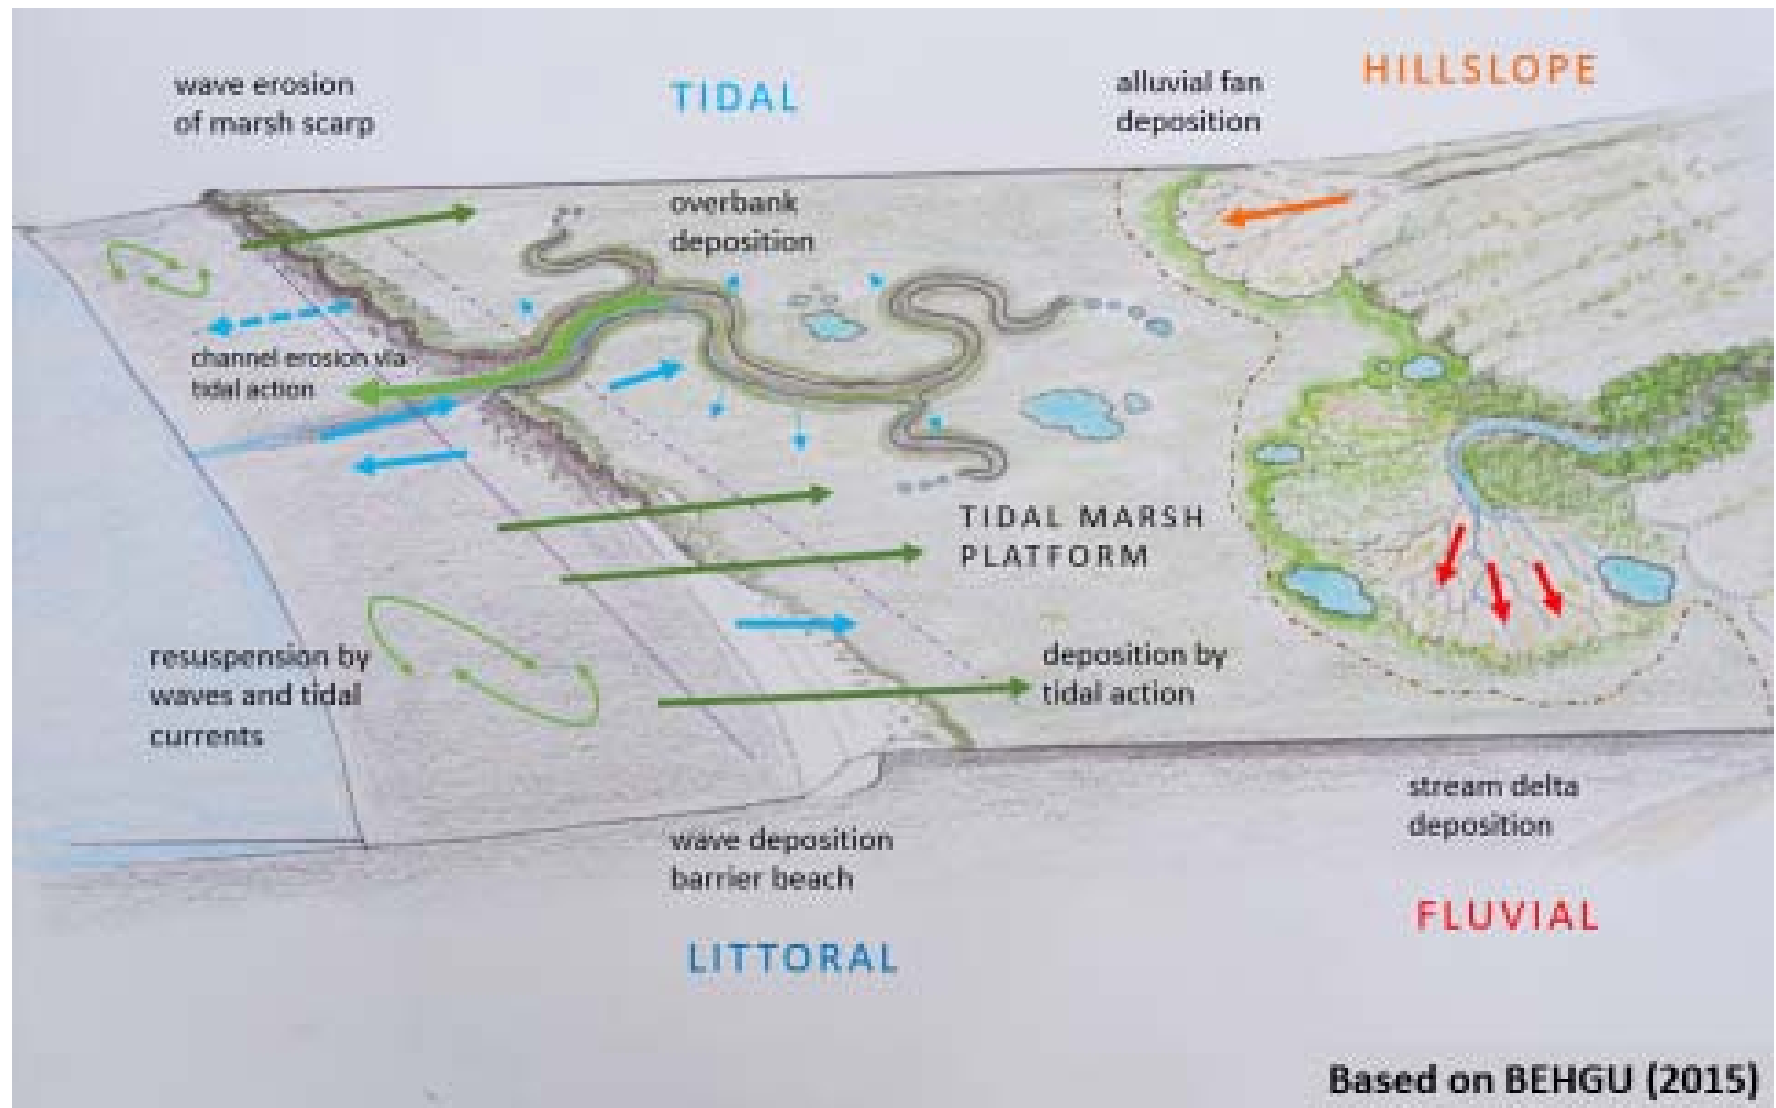 wave erosion
of marsh scarp
TIDAL
alluvial fan
deposition
HILLSLOPE
overbank
deposition
channel erosion via
tidal action
TIDAL MARSH
PLATFORM
resuspension by
waves and tidal
currents
deposition by
tidal action
wave deposition
barrier beach
stream delta
deposition
LITTORAL
FLUVIAL
Based on BEHGU (2015)